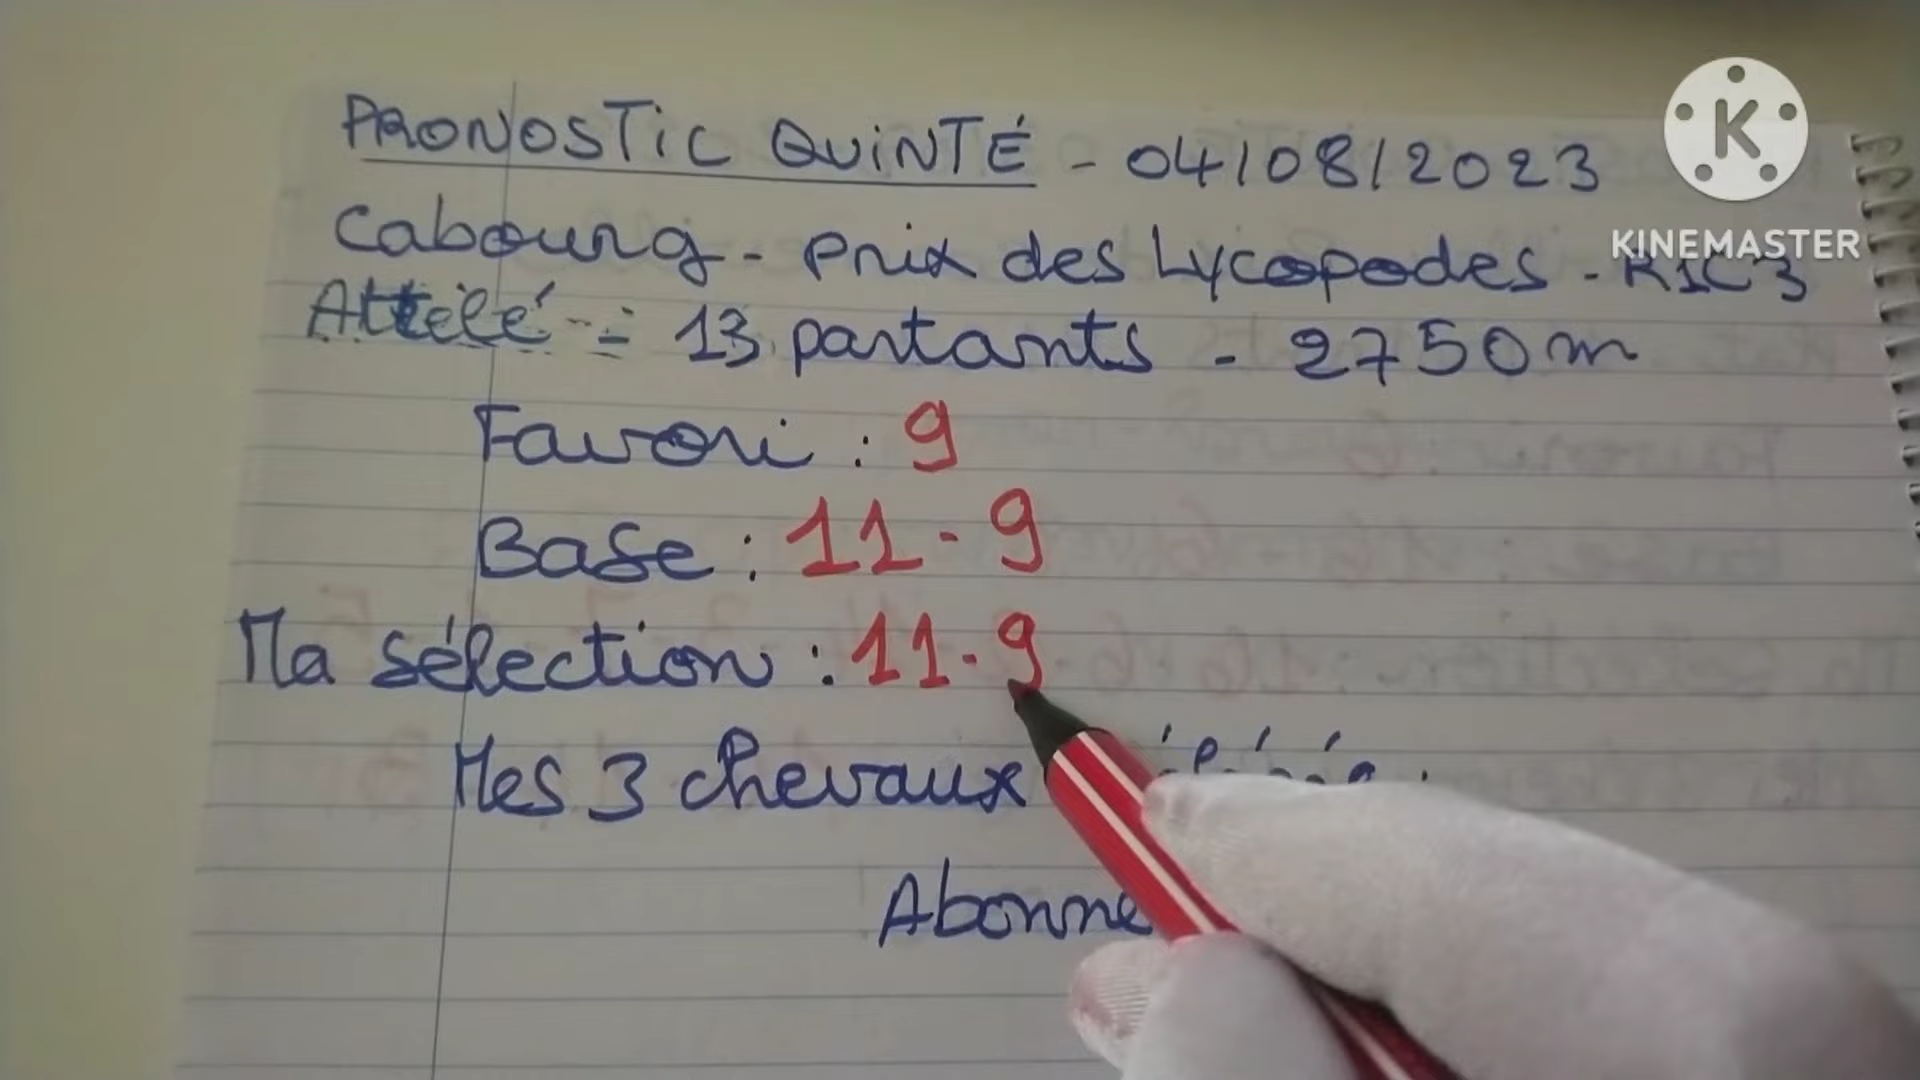 PRONOSTIC QUINTÉ - 04/08/2023
Cabourg - Prix des Lycopodes - R1C3
Attelé - 13 partants - 2750m
Favori : 9
Base : 11 - 9
Ma sélection : 11 - 9
Mes 3 chevaux
Abonne
K
KINEMASTER